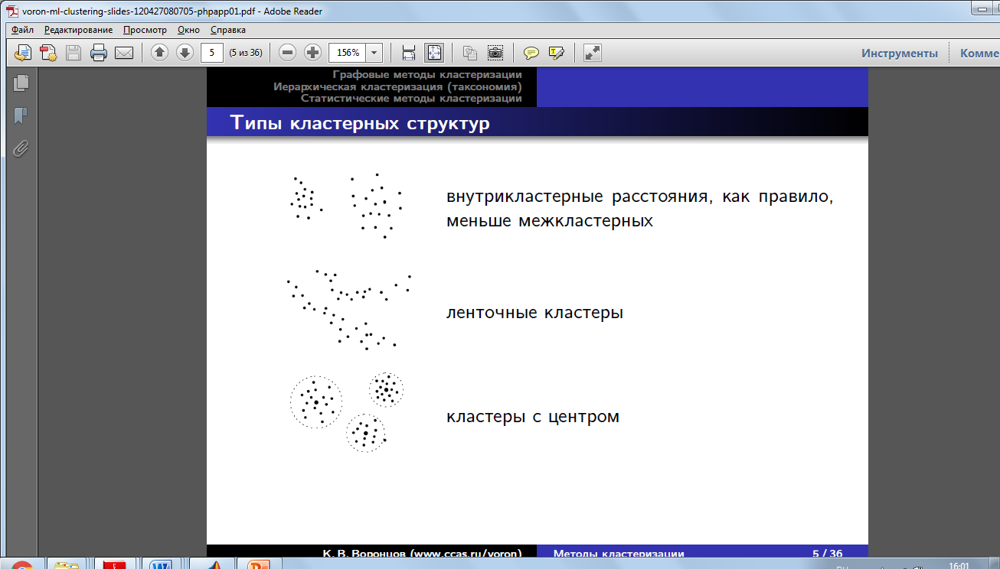 voron-ml-clustering-slides-120427080705-phpapp01.pdf - Adobe Reader
Файл Редактирование Просмотр Окно Справка
5 (5 из 36) 156% Инструменты Комме
Графовые методы кластеризации
Иерархическая кластеризация (таксономия)
Статистические методы кластеризации
Типы кластерных структур
внутрикластерные расстояния, как правило,
меньше межкластерных
ленточные кластеры
кластеры с центром
К. В. Воронцов (www.ccas.ru/voron) Методы кластеризации 5 / 36
16:01